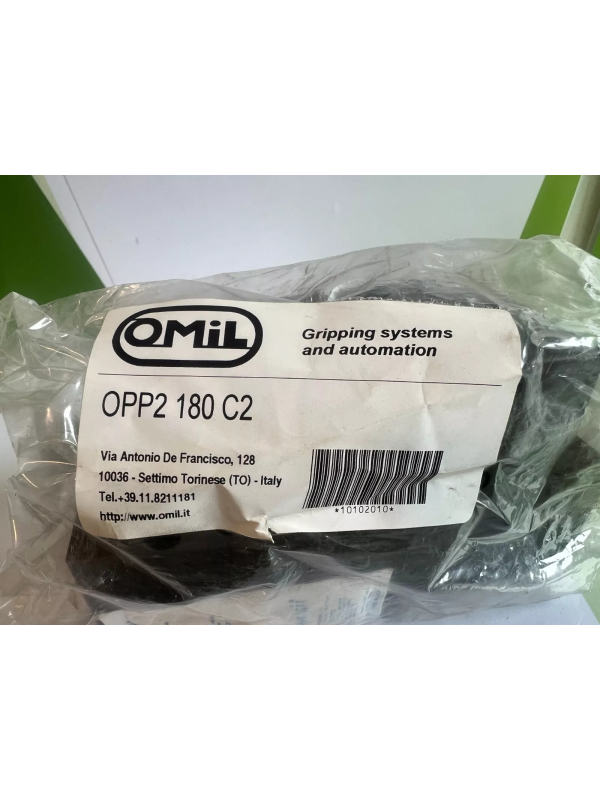 OMiL
Gripping systems
and automation
OPP2 180 C2
Via Antonio De Francisco, 128
10036 - Settimo Torinese (TO) - Italy
Tel.+39.11.8211181
http://www.omil.it
*10102010*